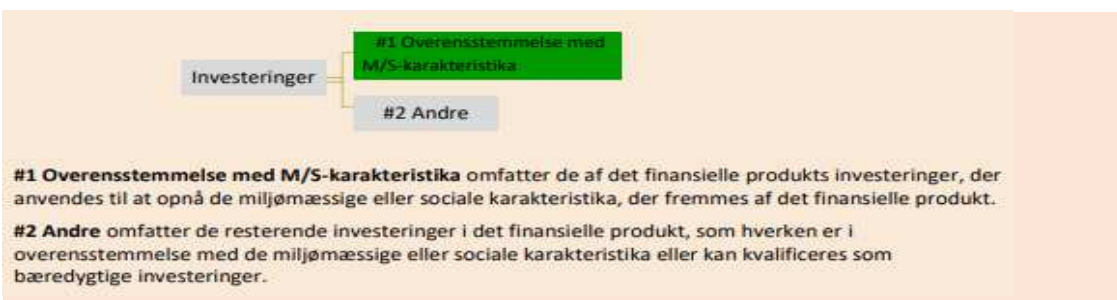 #1 Overensstemmelse med
M/S-karakteristika
Investeringer
#2 Andre
#1 Overensstemmelse med M/S-karakteristika omfatter de af det finansielle produkts investeringer, der
anvendes til at opnå de miljømæssige eller sociale karakteristika, der fremmes af det finansielle produkt.
#2 Andre omfatter de resterende investeringer i det finansielle produkt, som hverken er i
overensstemmelse med de miljømæssige eller sociale karakteristika eller kan kvalificeres som
bæredygtige investeringer.